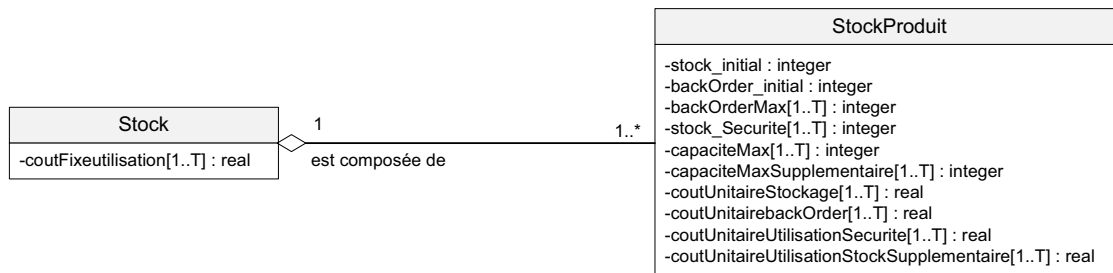 StockProduit
-stock_initial : integer
-backOrder_initial : integer
-backOrderMax[1..T] : integer
-stock_Securite[1..T] : integer
-capaciteMax[1..T] : integer
-capaciteMaxSupplementaire[1..T] : integer
-coutUnitaireStockage[1..T] : real
-coutUnitairebackOrder[1..T] : real
-coutUnitaireUtilisationSecurite[1..T] : real
-coutUnitaireUtilisationStockSupplementaire[1..T] : real
Stock
-coutFixeutilisation[1..T] : real
1
1..*
est composée de